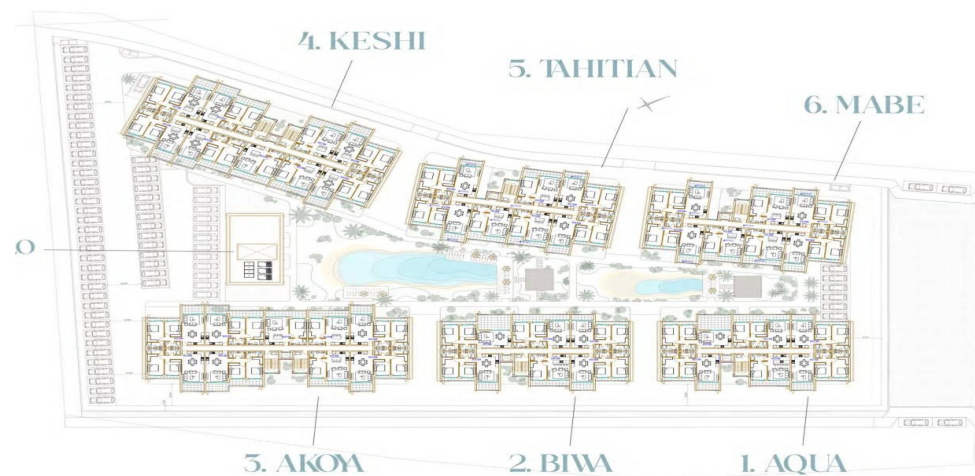 4. KESHI
5. TAHITIAN
6. MABE
O
3. AKOYA
2. BIWA
1. AQUA